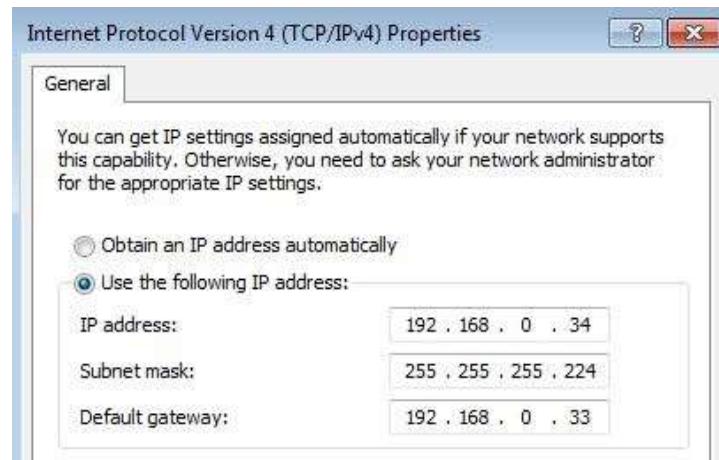 Internet Protocol Version 4 (TCP/IPv4) Properties
General
You can get IP settings assigned automatically if your network supports
this capability. Otherwise, you need to ask your network administrator
for the appropriate IP settings.
Obtain an IP address automatically
Use the following IP address:
IP address: 192 . 168 . 0 . 34
Subnet mask: 255 . 255 . 255 . 224
Default gateway: 192 . 168 . 0 . 33